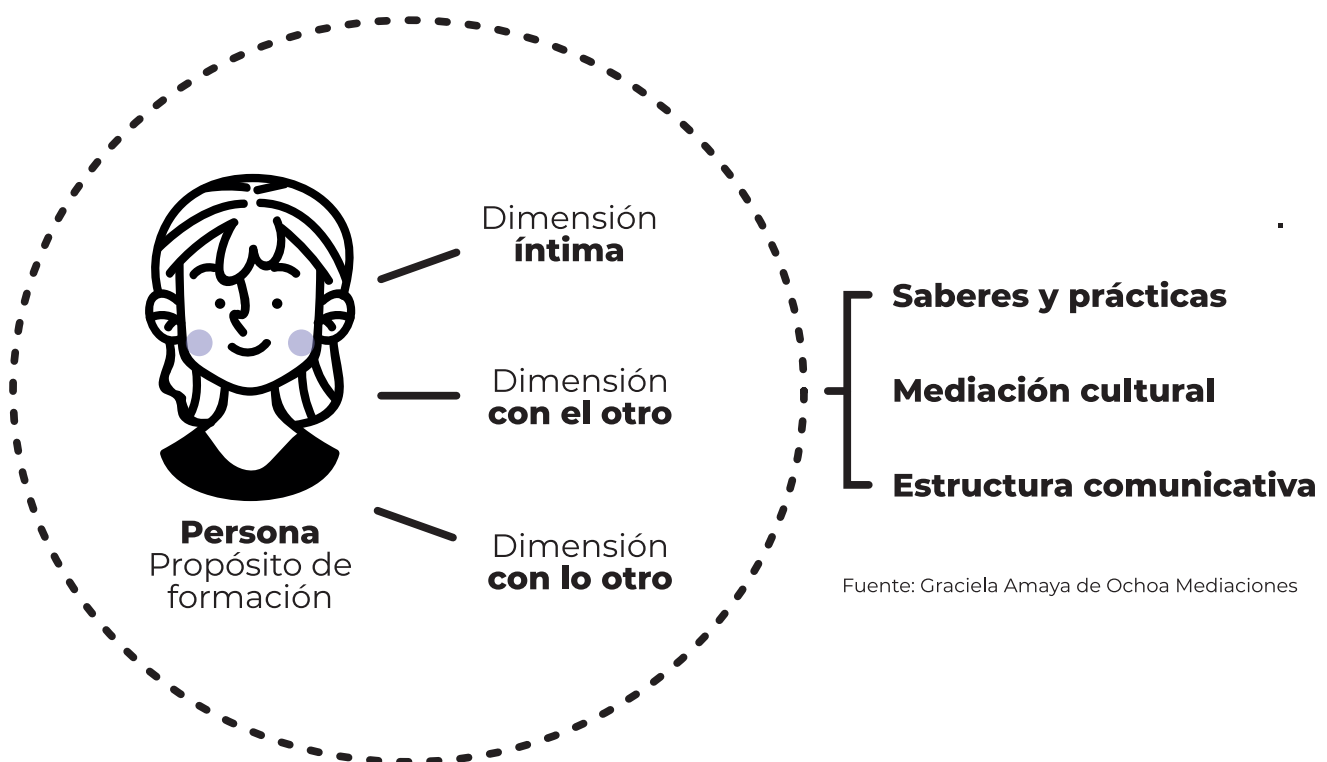 Dimensión
íntima
Dimensión
con el otro
Dimensión
con lo otro
Persona
Propósito de
formación
Saberes y prácticas
Mediación cultural
Estructura comunicativa
Fuente: Graciela Amaya de Ochoa Mediaciones